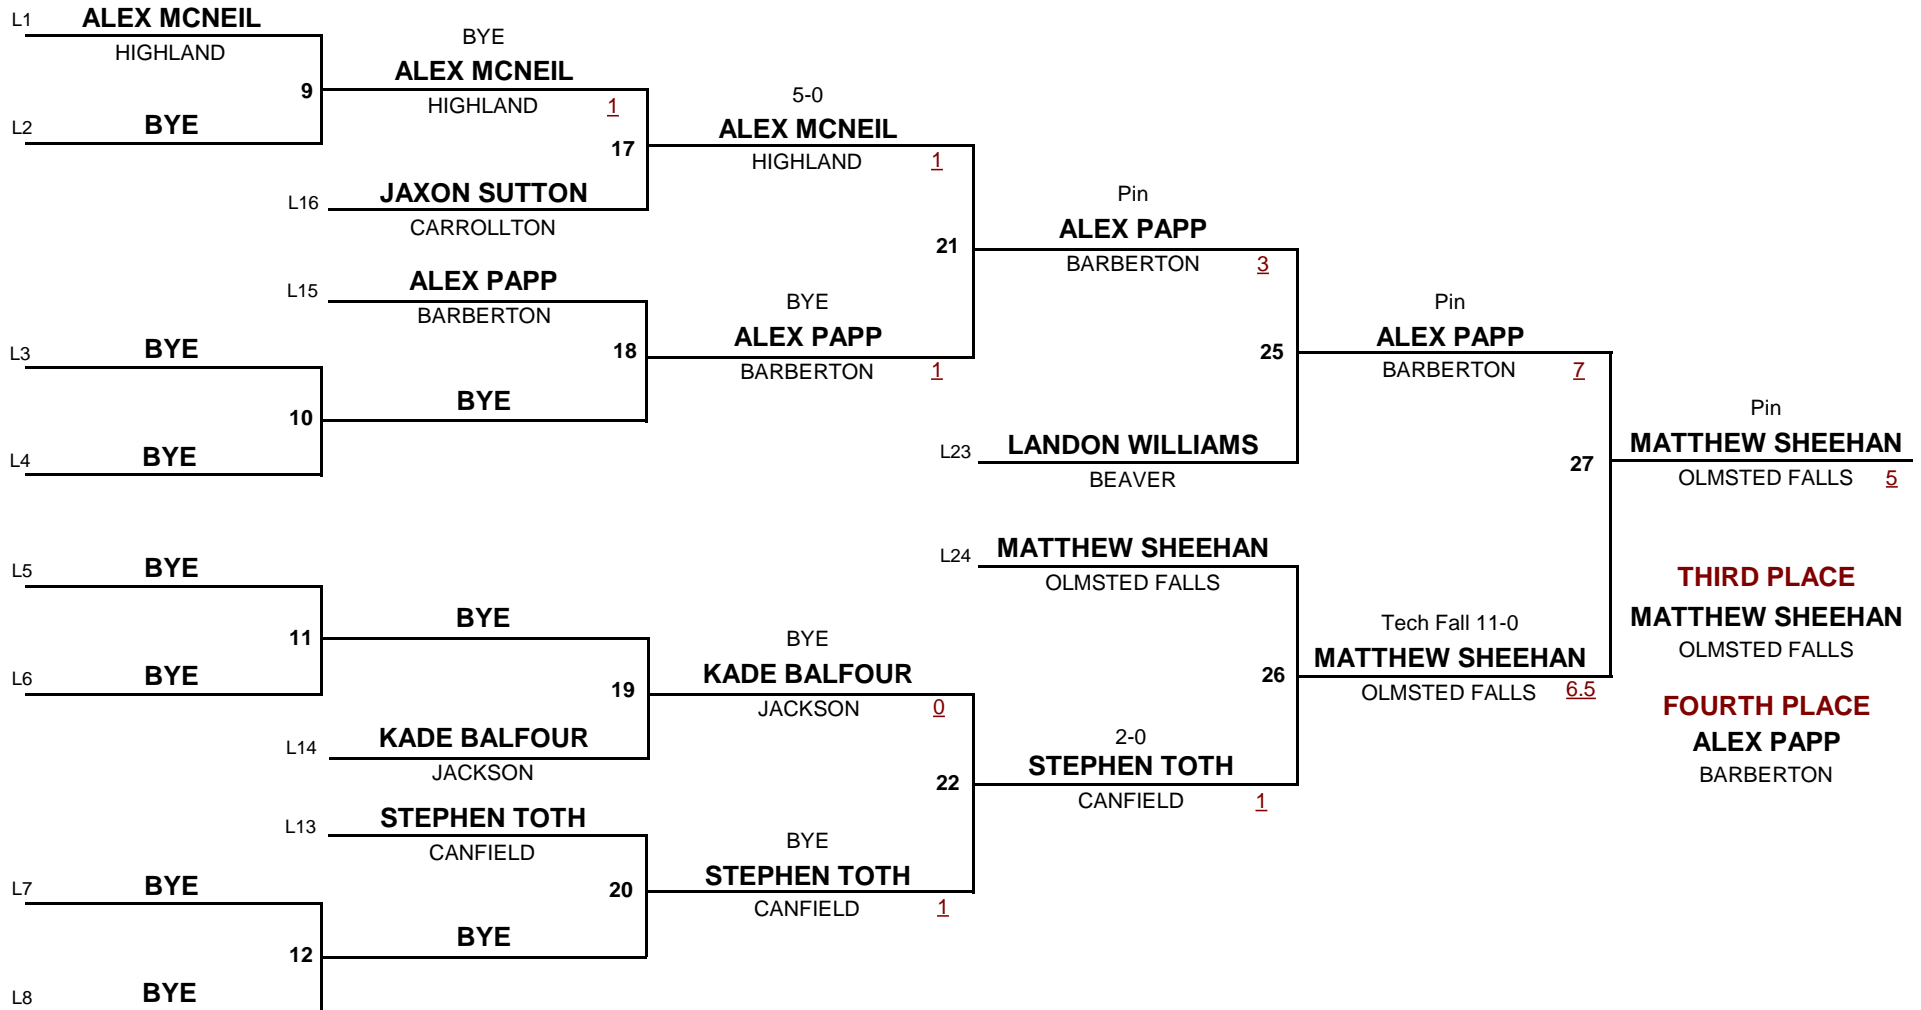 L1 ALEX MCNEIL
HIGHLAND
9
L2 BYE
BYE
ALEX MCNEIL
HIGHLAND 1
17
L16 JAXON SUTTON
CARROLLTON
5-0
ALEX MCNEIL
HIGHLAND 1
L15 ALEX PAPP
BARBERTON
18
L3 BYE
10
BYE
L4 BYE
BYE
ALEX PAPP
BARBERTON 1
21
Pin
ALEX PAPP
BARBERTON 3
25
L23 LANDON WILLIAMS
BEAVER
Pin
ALEX PAPP
BARBERTON 7
27
Pin
MATTHEW SHEEHAN
OLMSTED FALLS 5
L5 BYE
11
BYE
L6 BYE
19
L14 KADE BALFOUR
JACKSON
BYE
KADE BALFOUR
JACKSON 0
22
L13 STEPHEN TOTH
CANFIELD
20
L7 BYE
12
BYE
L8 BYE
BYE
STEPHEN TOTH
CANFIELD 1
L24 MATTHEW SHEEHAN
OLMSTED FALLS
26
2-0
STEPHEN TOTH
CANFIELD 1
Tech Fall 11-0
MATTHEW SHEEHAN
OLMSTED FALLS 6.5
THIRD PLACE
MATTHEW SHEEHAN
OLMSTED FALLS
FOURTH PLACE
ALEX PAPP
BARBERTON